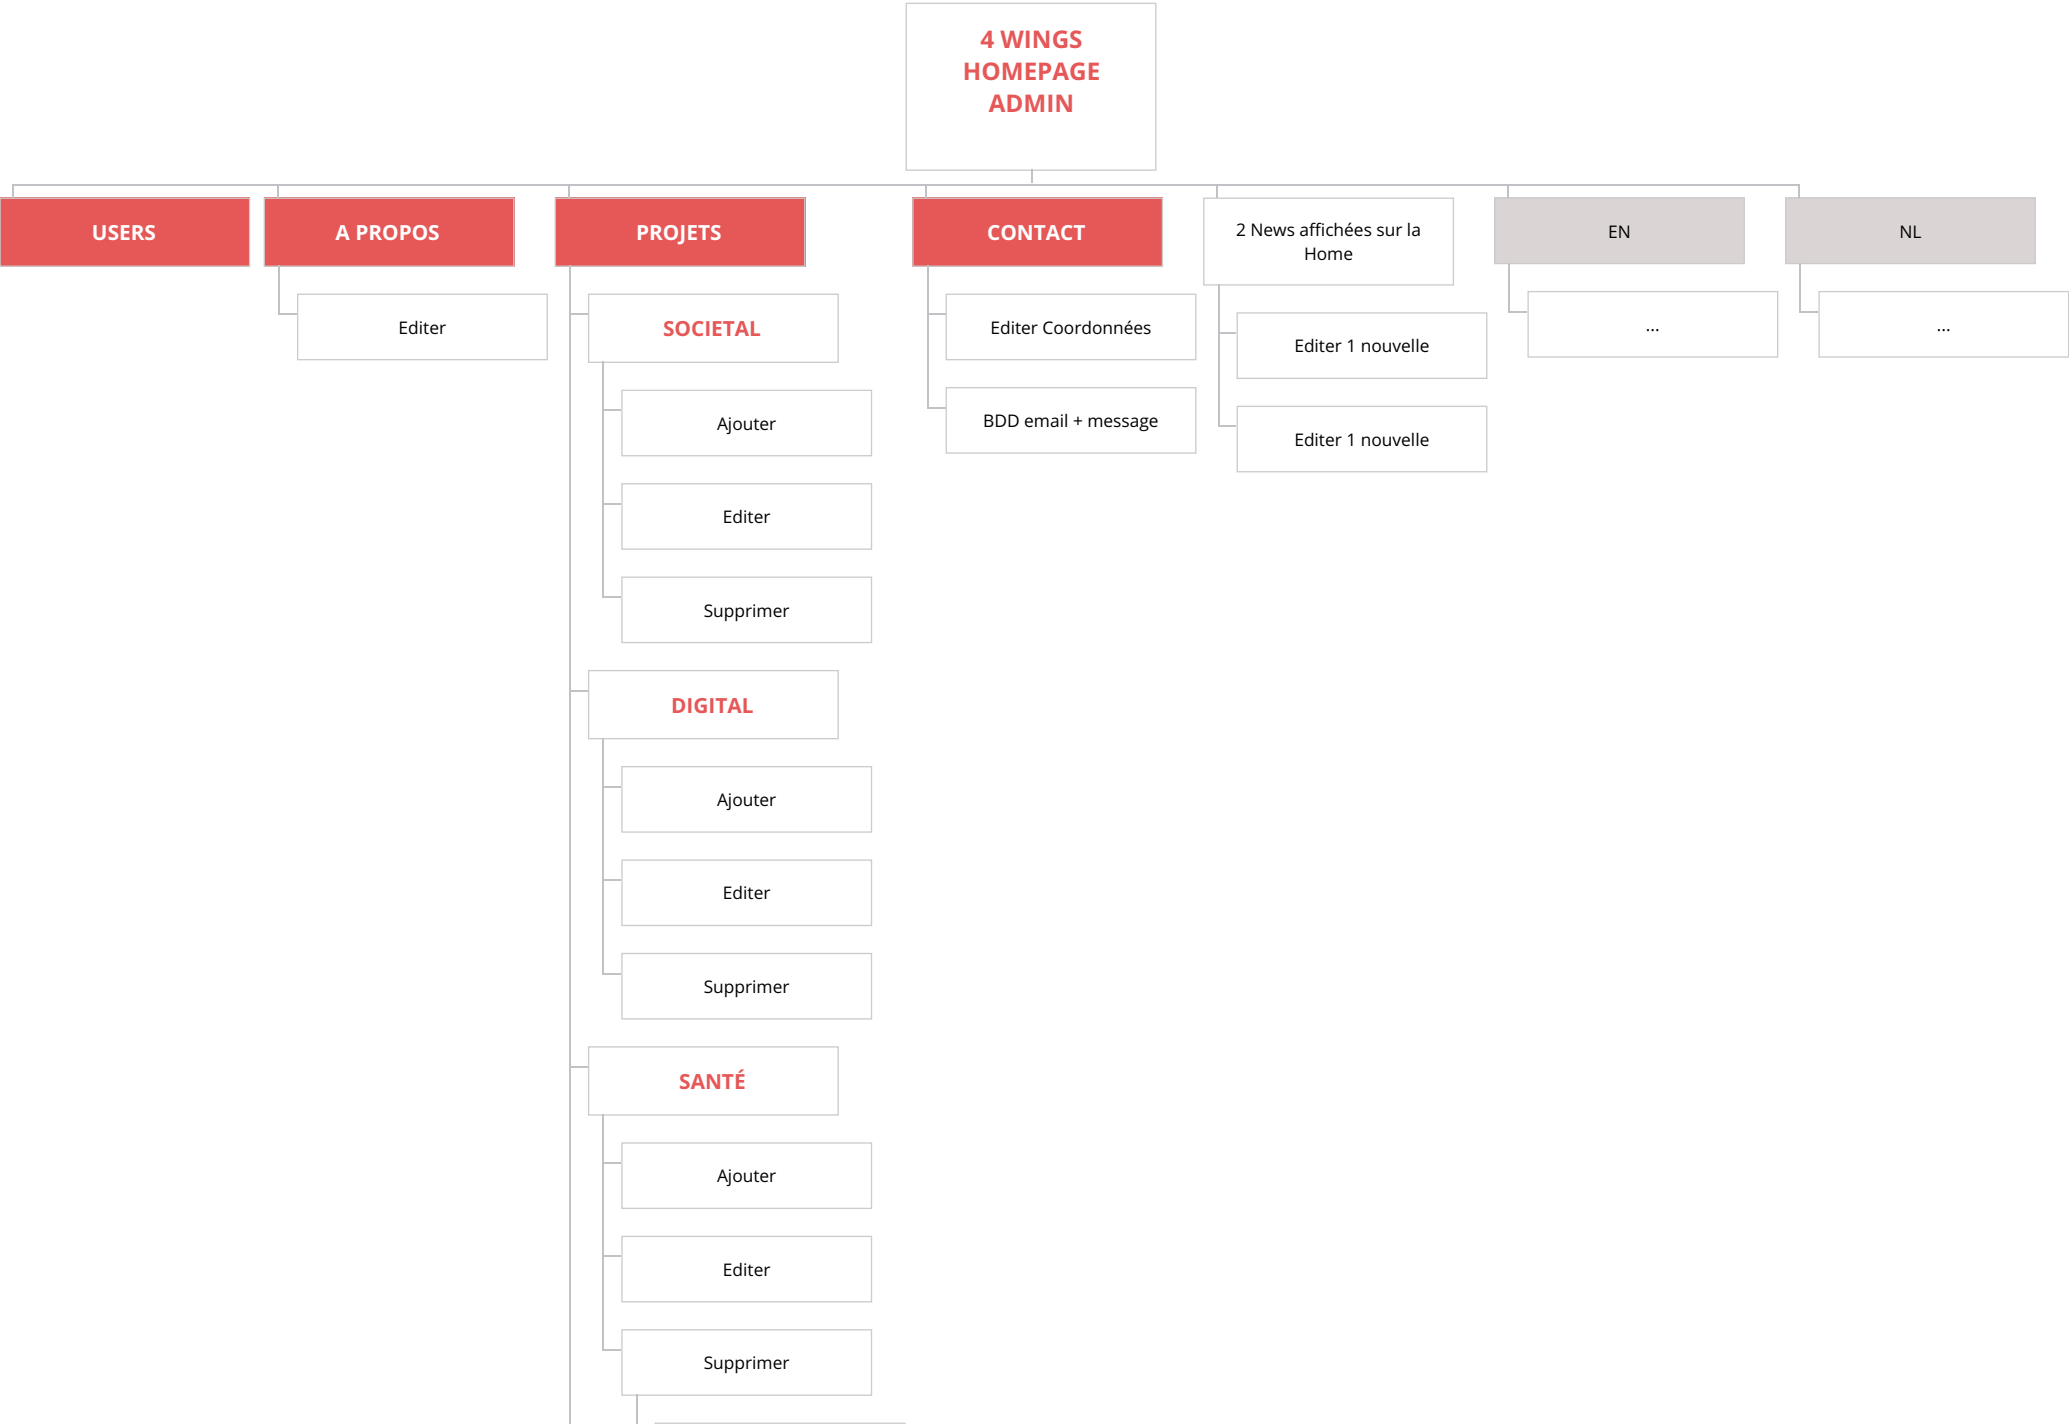 4 WINGS
HOMEPAGE
ADMIN
USERS
A PROPOS
PROJETS
CONTACT
2 News affichées sur la
Home
EN
NL
Editer
SOCIETAL
Ajouter
Editer
Supprimer
DIGITAL
Ajouter
Editer
Supprimer
SANTÉ
Ajouter
Editer
Supprimer
Editer Coordonnées
BDD email + message
Editer 1 nouvelle
Editer 1 nouvelle
...
...